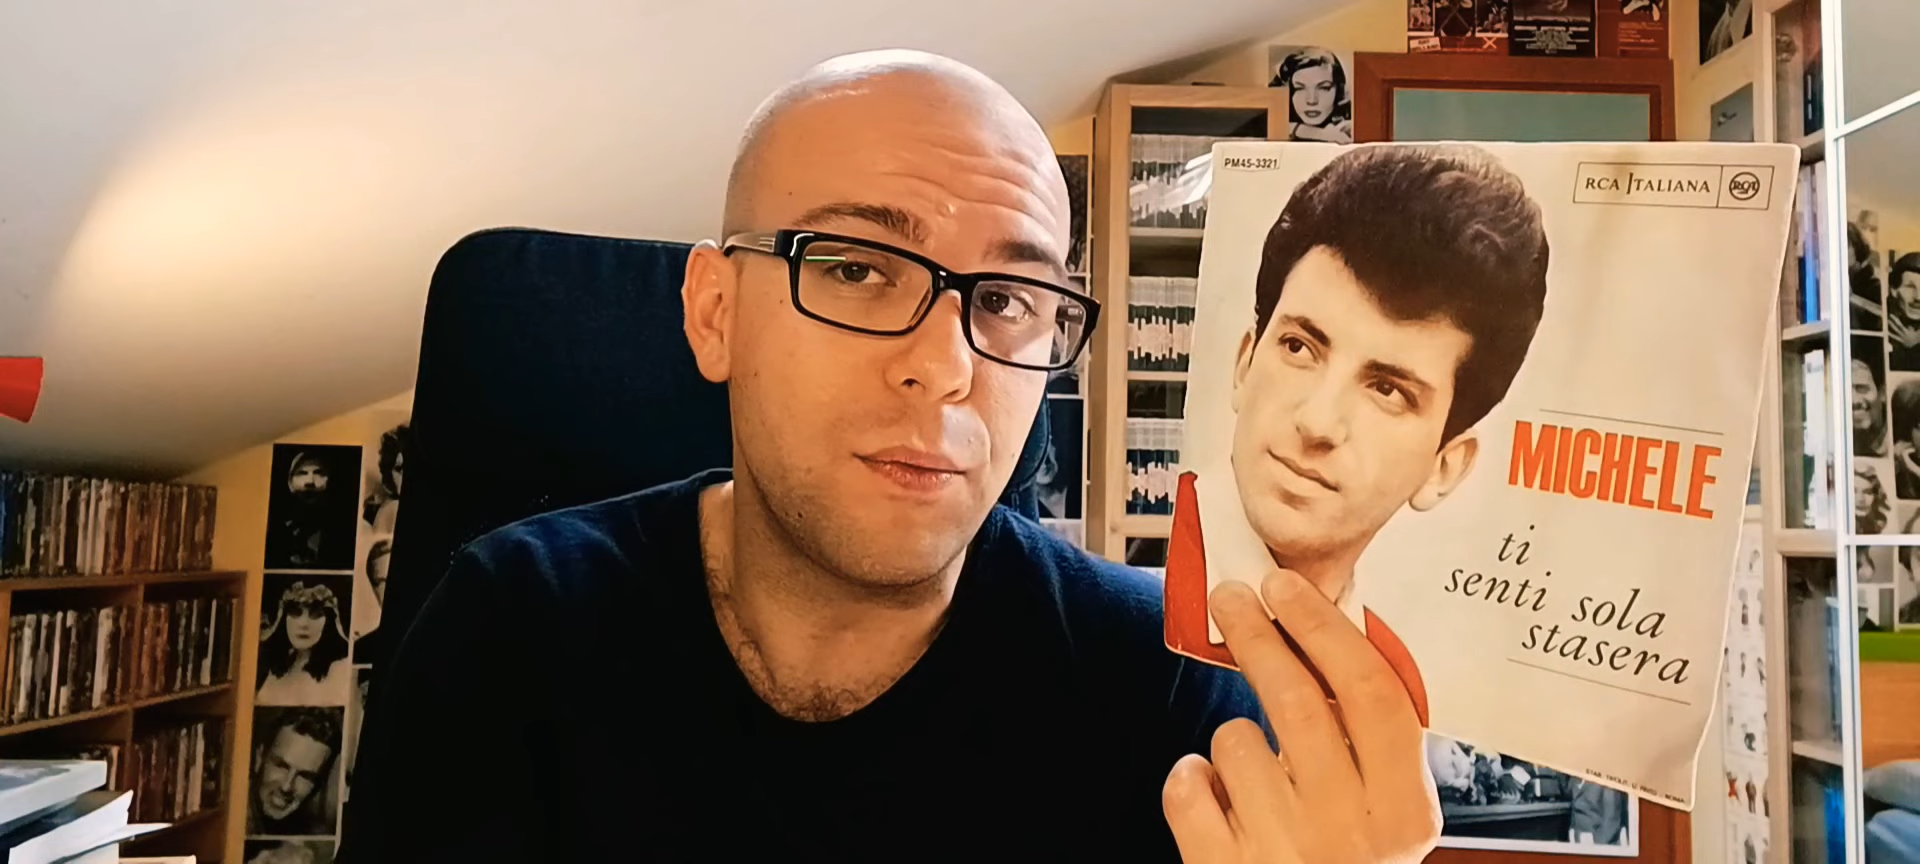 PM45-3321
RCA ITALIANA
RCA
MICHELE
ti
senti sola
stasera